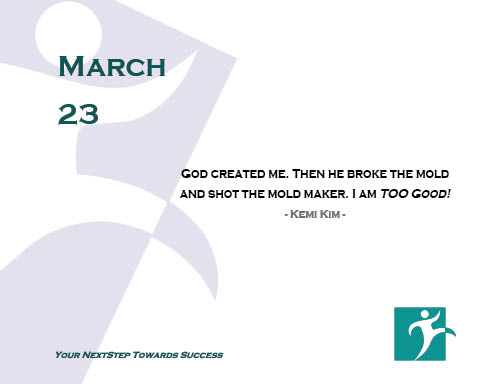 March
23
God created me. Then he broke the mold
and shot the mold maker. I am TOO Good!
- Kemi Kim -
Your NextStep Towards Success